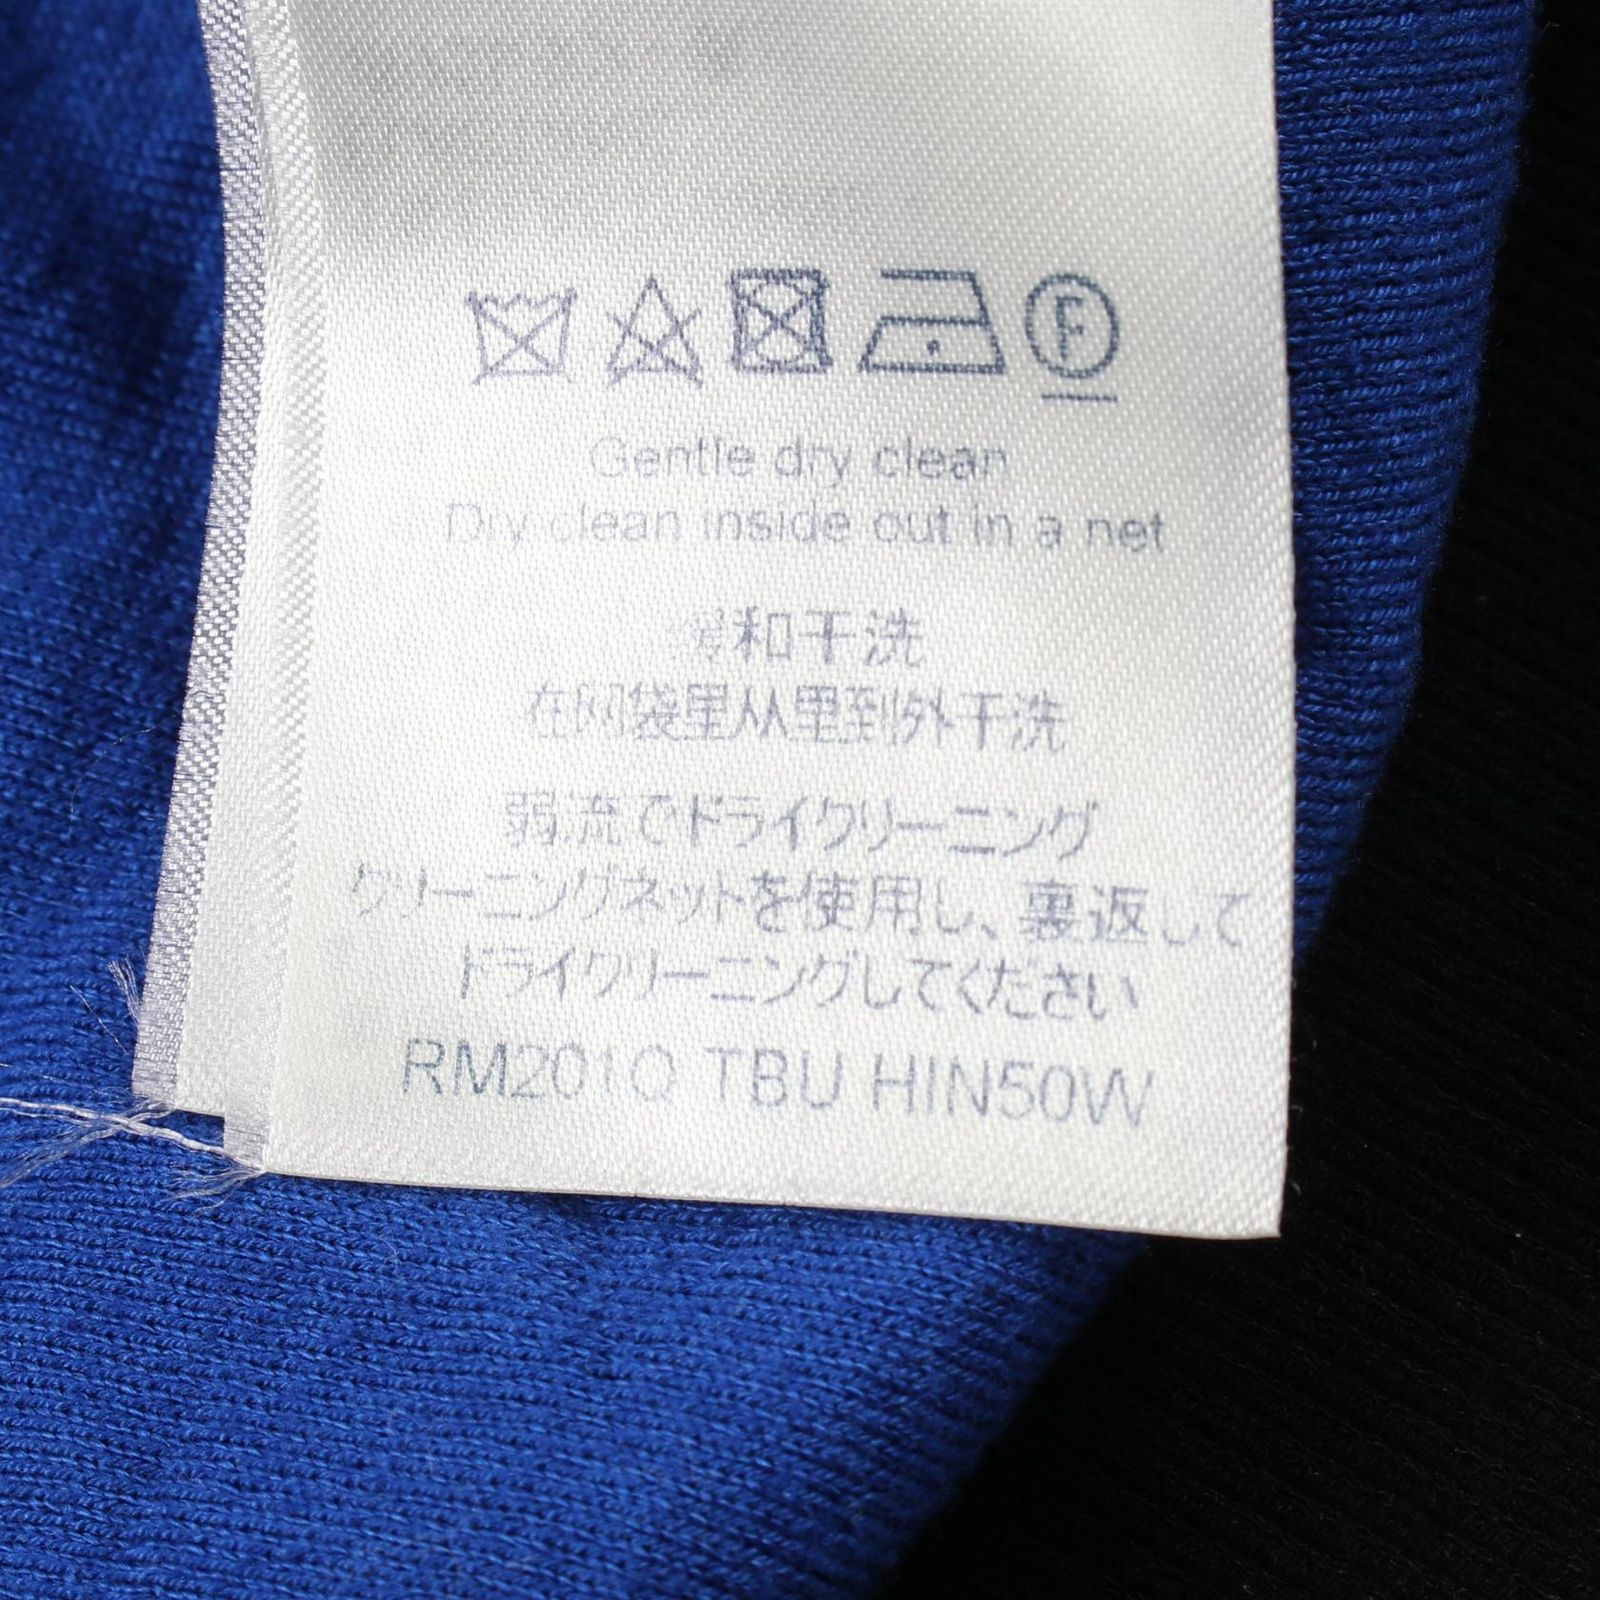 F
Gentle dry clean
Dry clean inside out in a net
缓和干洗
在网袋里从里到外干洗
弱流でドライクリーニング
クリーニングネットを使用し、裏返して
ドライクリーニングしてください
RM201Q TBU HIN50W